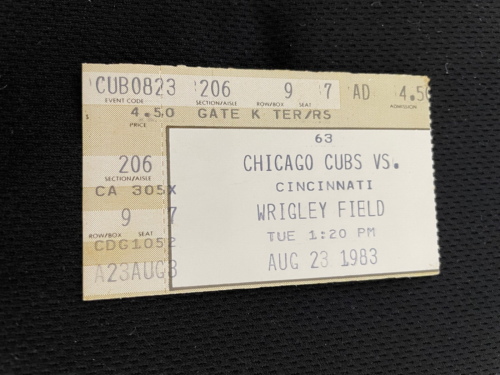 CUB0823 206 9 7 AD 4.50
EVENT CODE SECTION/AISLE ROW/BOX SEAT ADMISSION
4.50 GATE K TER/RS
PRICE
63
CHICAGO CUBS VS.
CINCINNATI
WRIGLEY FIELD
TUE 1:20 PM
AUG 23 1983
206
SECTION/AISLE
CA 305X
9 7
ROW/BOX SEAT
CDG1052
A23AUG3